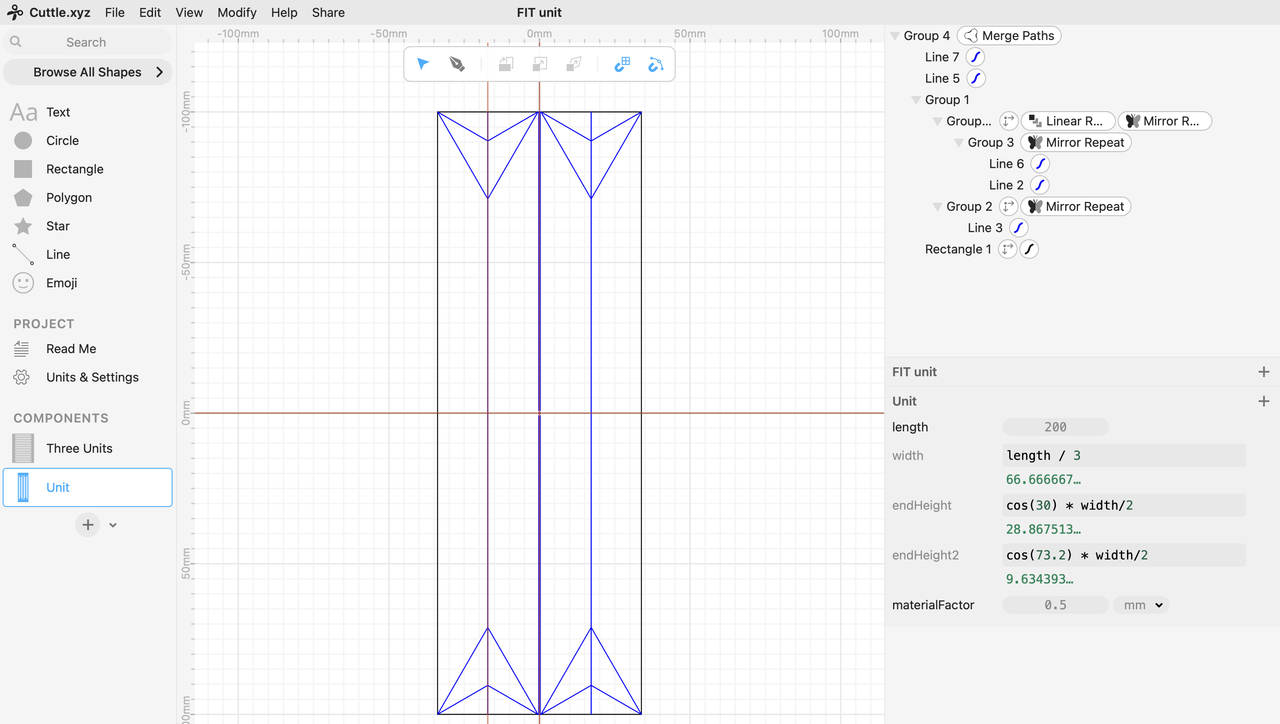 Cuttle.xyz File Edit View Modify Help Share FIT unit
Search
Browse All Shapes
Aa Text
Circle
Rectangle
Polygon
Star
Line
Emoji
PROJECT
Read Me
Units & Settings
COMPONENTS
Three Units
Unit
-100mm -50mm 0mm 50mm 100mm
-100mm
-50mm
0mm
50mm
Group 4 Merge Paths
Line 7
Line 5
Group 1
Group... Linear R... Mirror R...
Group 3 Mirror Repeat
Line 6
Line 2
Group 2 Mirror Repeat
Line 3
Rectangle 1
FIT unit
Unit
length 200
width length / 3
66.666667…
endHeight cos(30) * width/2
28.867513…
endHeight2 cos(73.2) * width/2
9.634393…
materialFactor 0.5 mm